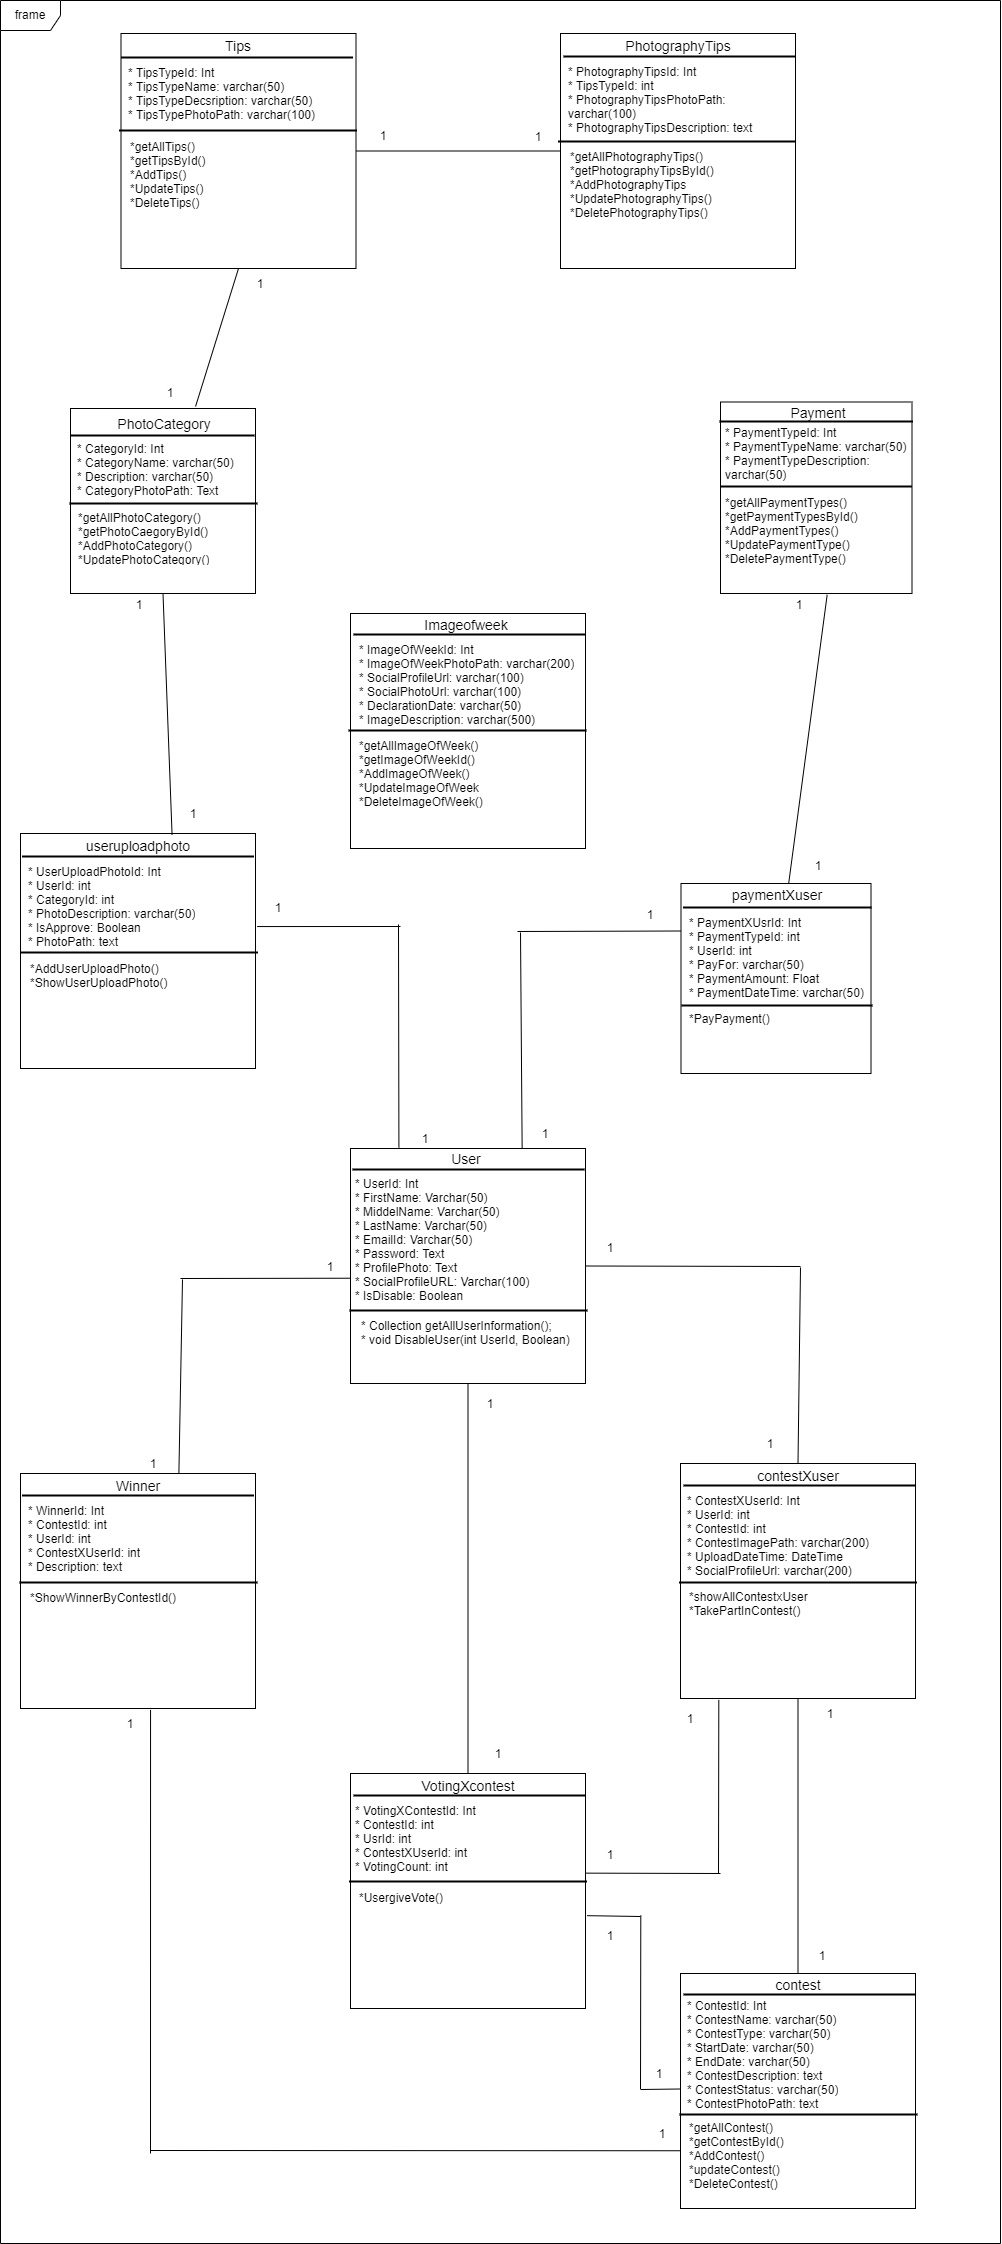 frame
Tips
* TipsTypeId: Int
* TipsTypeName: varchar(50)
* TipsTypeDecsription: varchar(50)
* TipsTypePhotoPath: varchar(100)
*getAllTips()
*getTipsById()
*AddTips()
*UpdateTips()
*DeleteTips()
1
1
PhotographyTips
* PhotographyTipsId: Int
* TipsTypeId: int
* PhotographyTipsPhotoPath:
varchar(100)
* PhotographyTipsDescription: text
*getAllPhotographyTips()
*getPhotographyTipsById()
*AddPhotographyTips
*UpdatePhotographyTips()
*DeletePhotographyTips()
1
1
PhotoCategory
* CategoryId: Int
* CategoryName: varchar(50)
* Description: varchar(50)
* CategoryPhotoPath: Text
*getAllPhotoCategory()
*getPhotoCaegoryById()
*AddPhotoCategory()
*UpdatePhotoCategory()
1
Payment
* PaymentTypeId: Int
* PaymentTypeName: varchar(50)
* PaymentTypeDescription:
varchar(50)
*getAllPaymentTypes()
*getPaymentTypesById()
*AddPaymentTypes()
*UpdatePaymentType()
*DeletePaymentType()
1
Imageofweek
* ImageOfWeekId: Int
* ImageOfWeekPhotoPath: varchar(200)
* SocialProfileUrl: varchar(100)
* SocialPhotoUrl: varchar(100)
* DeclarationDate: varchar(50)
* ImageDescription: varchar(500)
*getAllImageOfWeek()
*getImageOfWeekId()
*AddImageOfWeek()
*UpdateImageOfWeek
*DeleteImageOfWeek()
1
useruploadphoto
* UserUploadPhotoId: Int
* UserId: int
* CategoryId: int
* PhotoDescription: varchar(50)
* IsApprove: Boolean
* PhotoPath: text
*AddUserUploadPhoto()
*ShowUserUploadPhoto()
1
1
1
paymentXuser
* PaymentXUsrId: Int
* PaymentTypeId: int
* UserId: int
* PayFor: varchar(50)
* PaymentAmount: Float
* PaymentDateTime: varchar(50)
*PayPayment()
1
1
User
* UserId: Int
* FirstName: Varchar(50)
* MiddelName: Varchar(50)
* LastName: Varchar(50)
* EmailId: Varchar(50)
* Password: Text
* ProfilePhoto: Text
* SocialProfileURL: Varchar(100)
* IsDisable: Boolean
* Collection getAllUserInformation();
* void DisableUser(int UserId, Boolean)
1
1
1
1
1
Winner
* WinnerId: Int
* ContestId: int
* UserId: int
* ContestXUserId: int
* Description: text
*ShowWinnerByContestId()
1
contestXuser
* ContestXUserId: Int
* UserId: int
* ContestId: int
* ContestImagePath: varchar(200)
* UploadDateTime: DateTime
* SocialProfileUrl: varchar(200)
*showAllContestxUser
*TakePartInContest()
1
1
1
VotingXcontest
* VotingXContestId: Int
* ContestId: int
* UsrId: int
* ContestXUserId: int
* VotingCount: int
*UsergiveVote()
1
1
1
contest
* ContestId: Int
* ContestName: varchar(50)
* ContestType: varchar(50)
* StartDate: varchar(50)
* EndDate: varchar(50)
* ContestDescription: text
* ContestStatus: varchar(50)
* ContestPhotoPath: text
*getAllContest()
*getContestById()
*AddContest()
*updateContest()
*DeleteContest()
1
1